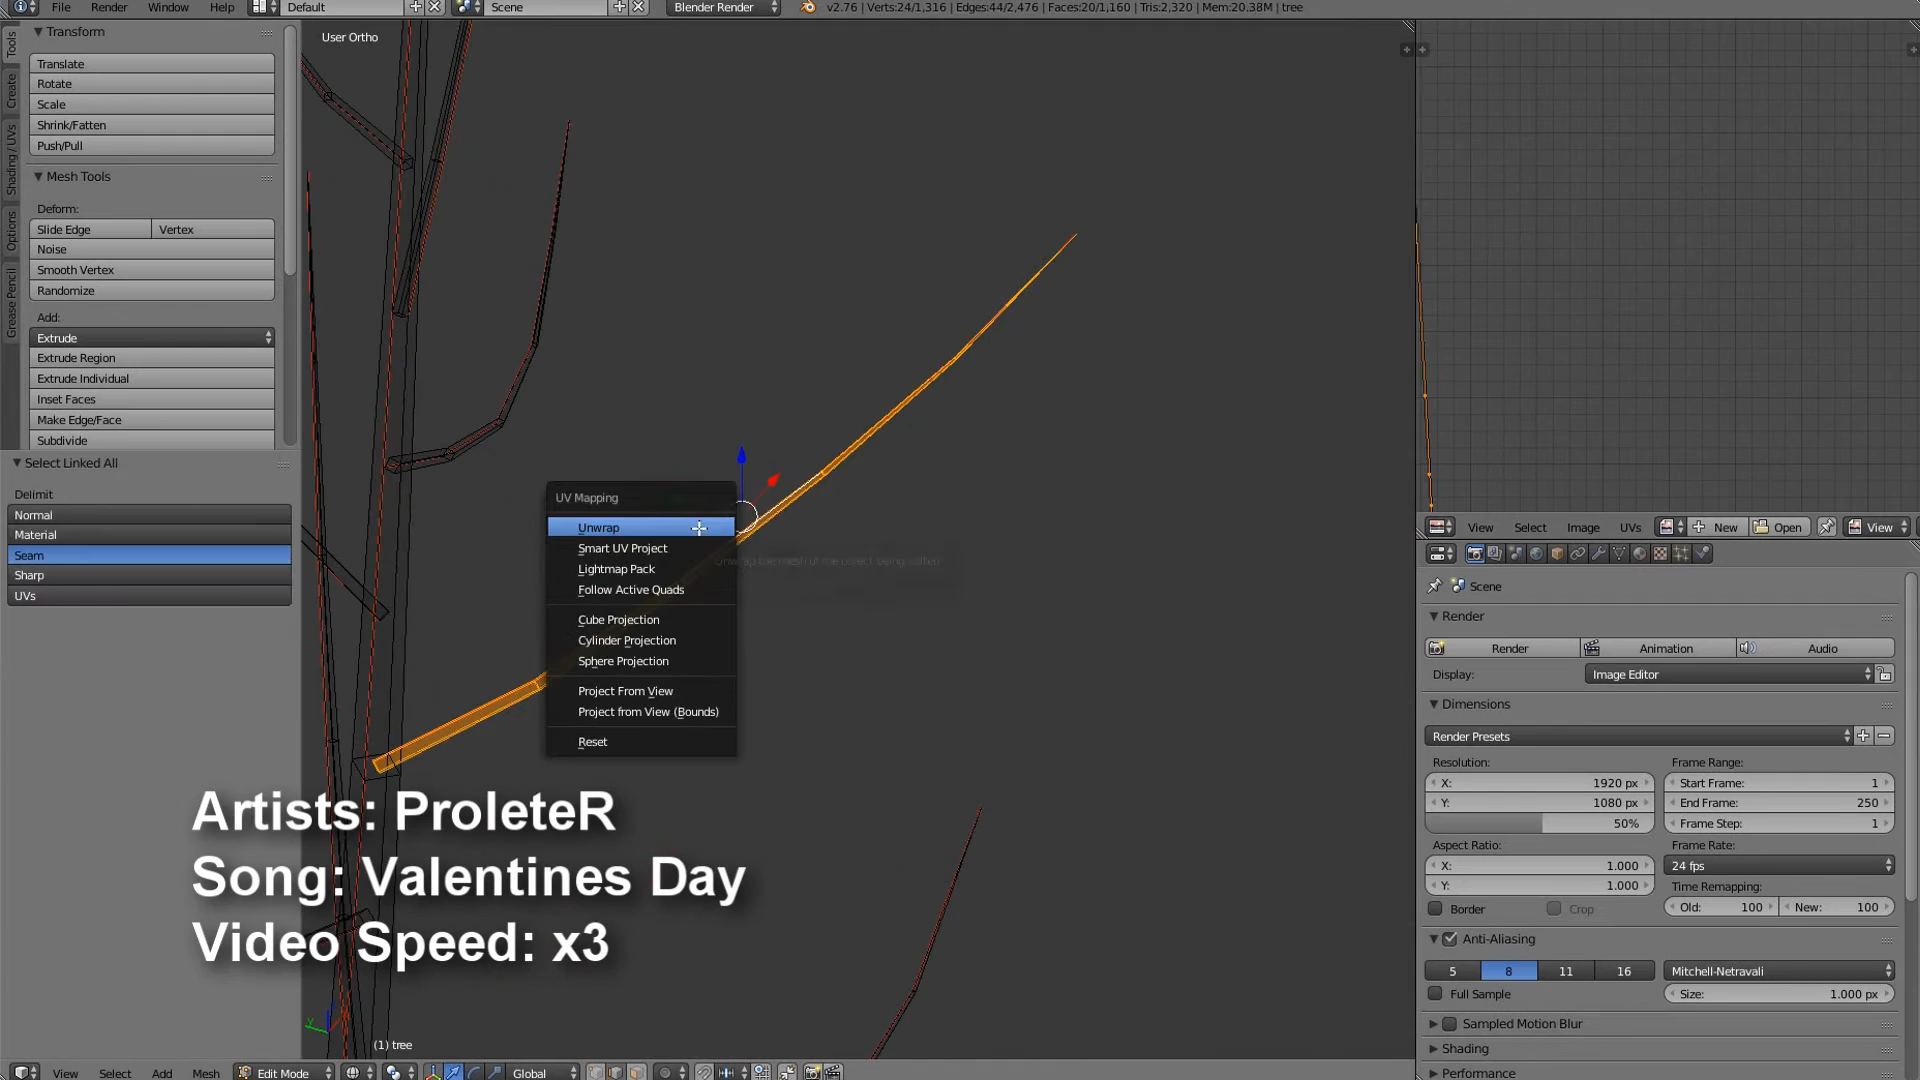 File Render Window Help Default Scene Blender Render v2.76 | Verts:24/1,316 | Edges:44/2,476 | Faces:20/1,160 | Tris:2,320 | Mem:20.38M | tree
Tools
Create
Shading / UVs
Options
Grease Pencil
Transform
Translate
Rotate
Scale
Shrink/Fatten
Push/Pull
Mesh Tools
Deform:
Slide Edge Vertex
Noise
Smooth Vertex
Randomize
Add:
Extrude
Extrude Region
Extrude Individual
Inset Faces
Make Edge/Face
Subdivide
Select Linked All
Delimit
Normal
Material
Seam
Sharp
UVs
User Ortho
UV Mapping
Unwrap
Smart UV Project
Lightmap Pack
Follow Active Quads
Cube Projection
Cylinder Projection
Sphere Projection
Project From View
Project from View (Bounds)
Reset
Unwrap the mesh of the object being edited
Artists: ProleteR
Song: Valentines Day
Video Speed: x3
(1) tree
View Select Add Mesh Edit Mode Global
View Select Image UVs New Open View
Scene
Render
Render Animation Audio
Display: Image Editor
Dimensions
Render Presets
Resolution: Frame Range:
X: 1920 px Start Frame: 1
Y: 1080 px End Frame: 250
50% Frame Step: 1
Aspect Ratio: Frame Rate:
X: 1.000 24 fps
Y: 1.000 Time Remapping:
Border Crop Old: 100 New: 100
Anti-Aliasing
5 8 11 16 Mitchell-Netravali
Full Sample Size: 1.000 px
Sampled Motion Blur
Shading
Performance